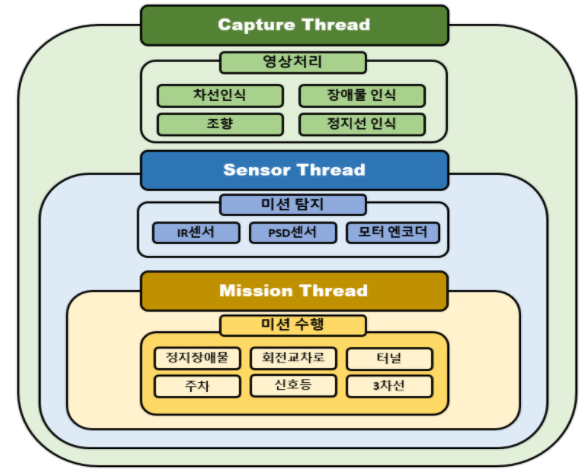 Capture Thread
영상처리
차선인식 장애물 인식
조향 정지선 인식
Sensor Thread
미션 탐지
IR센서 PSD센서 모터 엔코더
Mission Thread
미션 수행
정지장애물 회전교차로 터널
주차 신호등 3차선